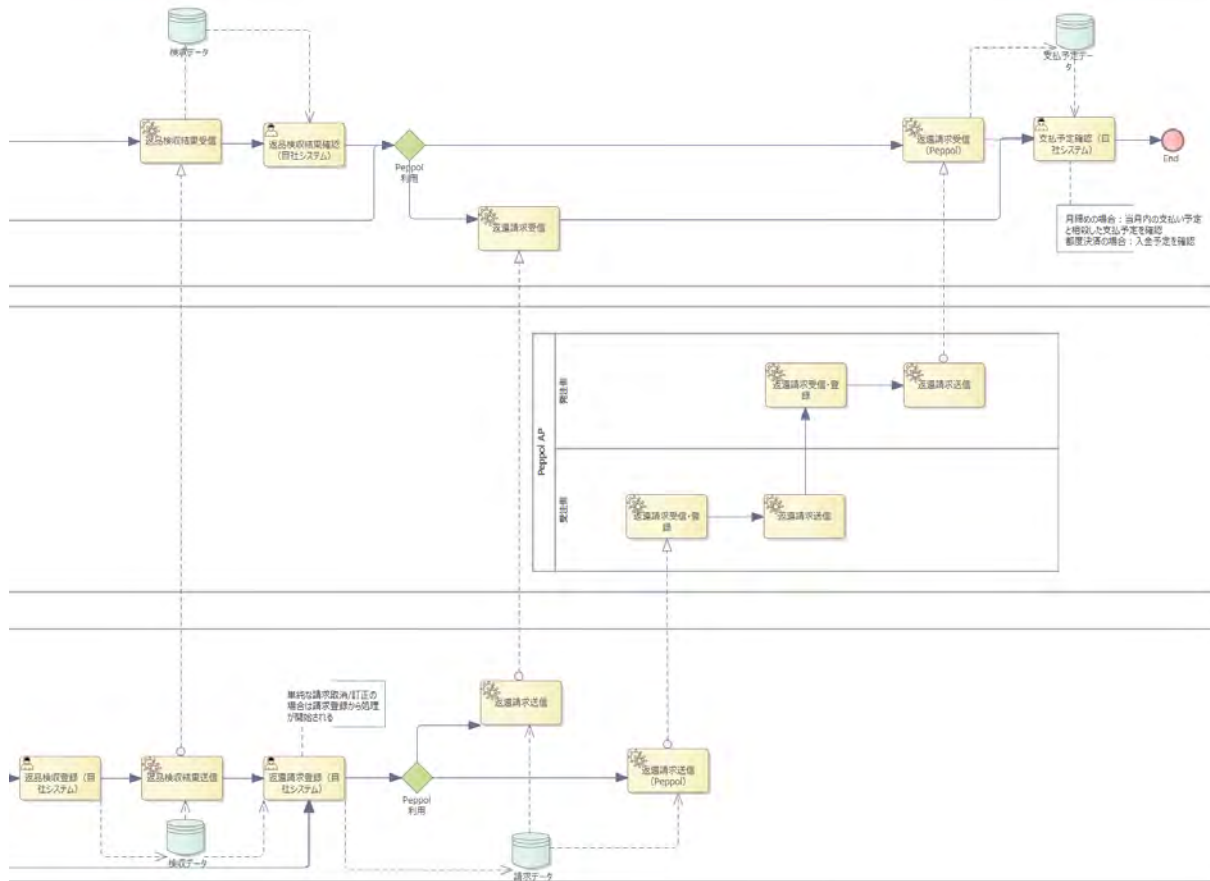 検収データ
支払予定デー
タ
返品検収結果受信
返品検収結果確認
(自社システム)
Peppol
利用
返還請求受信
(Peppol)
支払予定確認(自
社システム)
End
返還請求受信
月締めの場合：当月内の支払い予定
と相殺した支払予定を確認
都度決済の場合：入金予定を確認
Peppol AP
発注側
返還請求受信・登
録
返還請求送信
受注側
返還請求受信・登
録
返還請求送信
単純な請求取消/訂正の
場合は請求登録から処理
が開始される
返還請求送信
返品検収登録(自
社システム)
返品検収結果送信
返還請求登録(自
社システム)
Peppol
利用
返還請求送信
(Peppol)
検収データ
請求データ